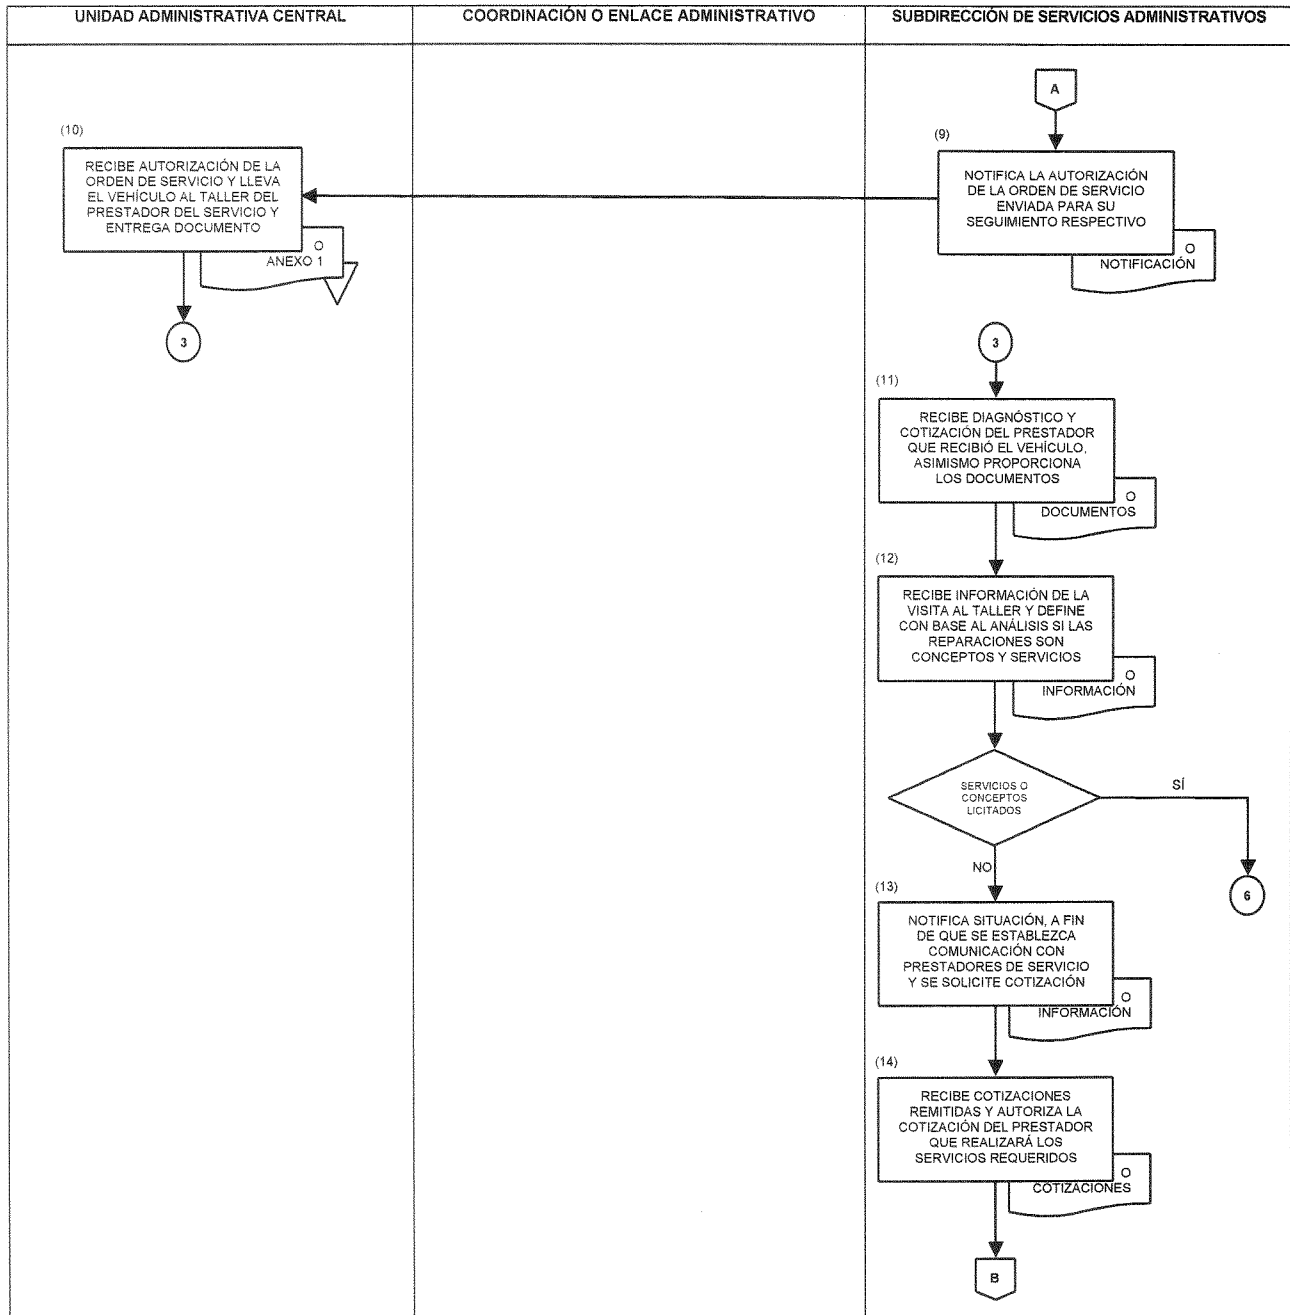 UNIDAD ADMINISTRATIVA CENTRAL
COORDINACIÓN O ENLACE ADMINISTRATIVO
SUBDIRECCIÓN DE SERVICIOS ADMINISTRATIVOS
A
(9)
NOTIFICA LA AUTORIZACIÓN
DE LA ORDEN DE SERVICIO
ENVIADA PARA SU
SEGUIMIENTO RESPECTIVO
O
NOTIFICACIÓN
(10)
RECIBE AUTORIZACIÓN DE LA
ORDEN DE SERVICIO Y LLEVA
EL VEHÍCULO AL TALLER DEL
PRESTADOR DEL SERVICIO Y
ENTREGA DOCUMENTO
O
ANEXO 1
3
3
(11)
RECIBE DIAGNÓSTICO Y
COTIZACIÓN DEL PRESTADOR
QUE RECIBIÓ EL VEHÍCULO,
ASIMISMO PROPORCIONA
LOS DOCUMENTOS
O
DOCUMENTOS
(12)
RECIBE INFORMACIÓN DE LA
VISITA AL TALLER Y DEFINE
CON BASE AL ANÁLISIS SI LAS
REPARACIONES SON
CONCEPTOS Y SERVICIOS
O
INFORMACIÓN
SERVICIOS O
CONCEPTOS
LICITADOS
SÍ
6
NO
(13)
NOTIFICA SITUACIÓN, A FIN
DE QUE SE ESTABLEZCA
COMUNICACIÓN CON
PRESTADORES DE SERVICIO
Y SE SOLICITE COTIZACIÓN
O
INFORMACIÓN
(14)
RECIBE COTIZACIONES
REMITIDAS Y AUTORIZA LA
COTIZACIÓN DEL PRESTADOR
QUE REALIZARÁ LOS
SERVICIOS REQUERIDOS
O
COTIZACIONES
B